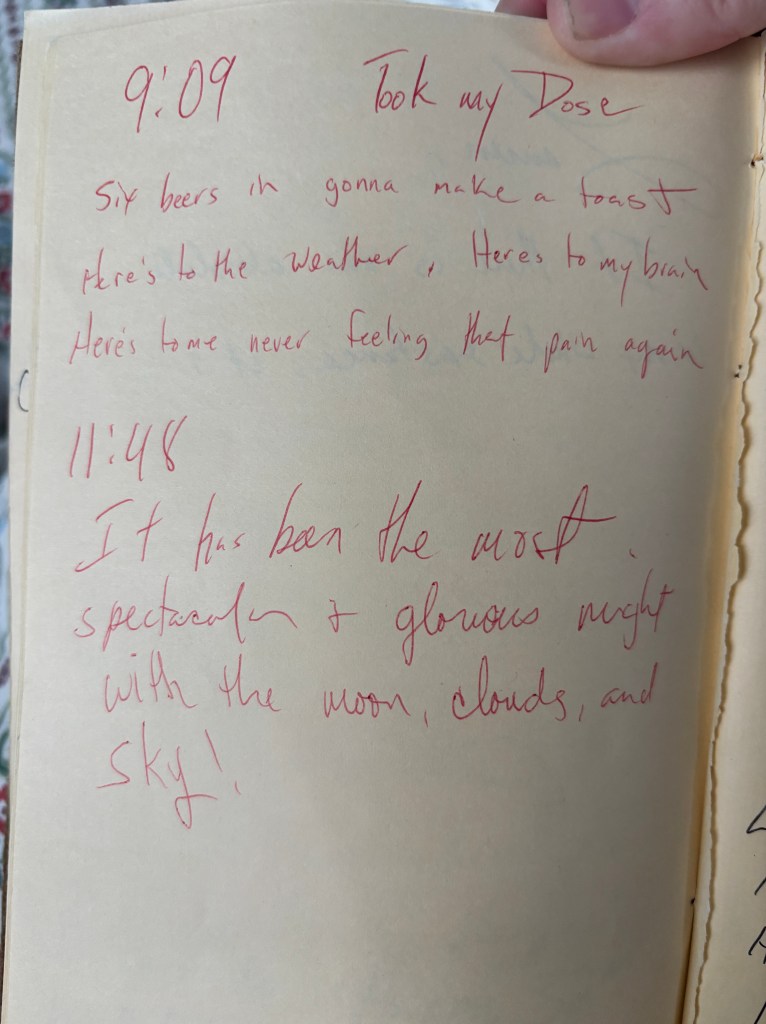 9:09 Took my Dose
Six beers in gonna make a toast
Here's to the weather, Heres to my brain
Here's to me never feeling that pain again
11:48
It has been the most
spectacular & glorious night
with the moon, clouds, and
sky!